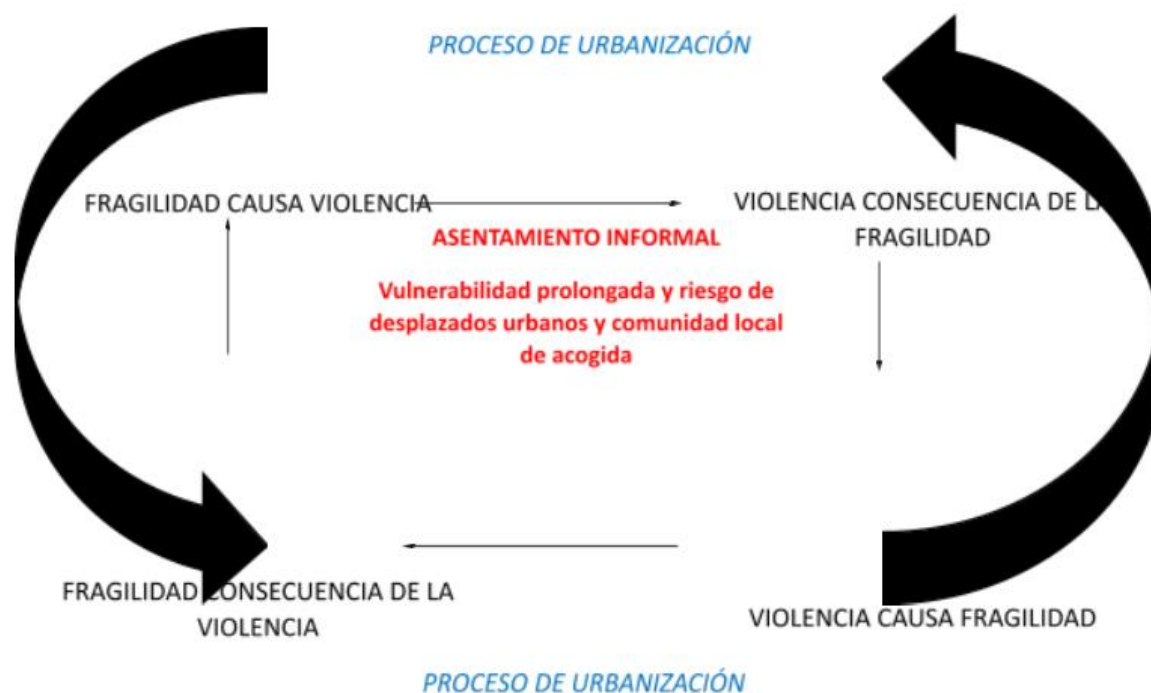 PROCESO DE URBANIZACIÓN
FRAGILIDAD CAUSA VIOLENCIA
VIOLENCIA CONSECUENCIA DE LA
FRAGILIDAD
ASENTAMIENTO INFORMAL
Vulnerabilidad prolongada y riesgo de
desplazados urbanos y comunidad local
de acogida
FRAGILIDAD CONSECUENCIA DE LA
VIOLENCIA
VIOLENCIA CAUSA FRAGILIDAD
PROCESO DE URBANIZACIÓN